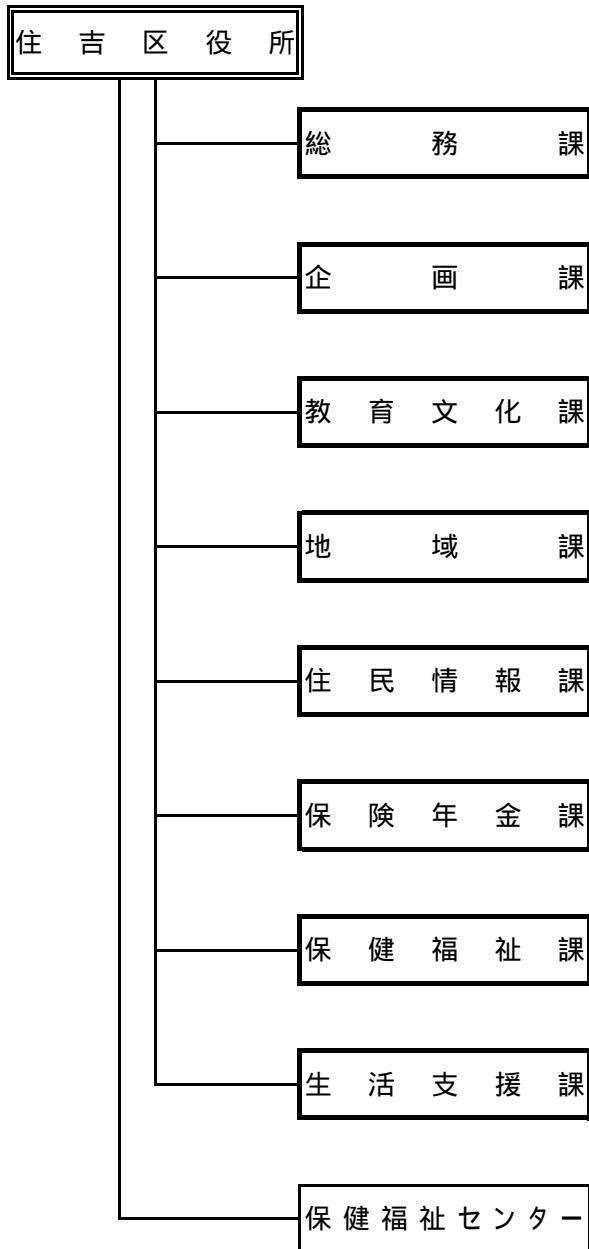 住吉区役所
総務課
企画課
教育文化課
地域課
住民情報課
保険年金課
保健福祉課
生活支援課
保健福祉センター